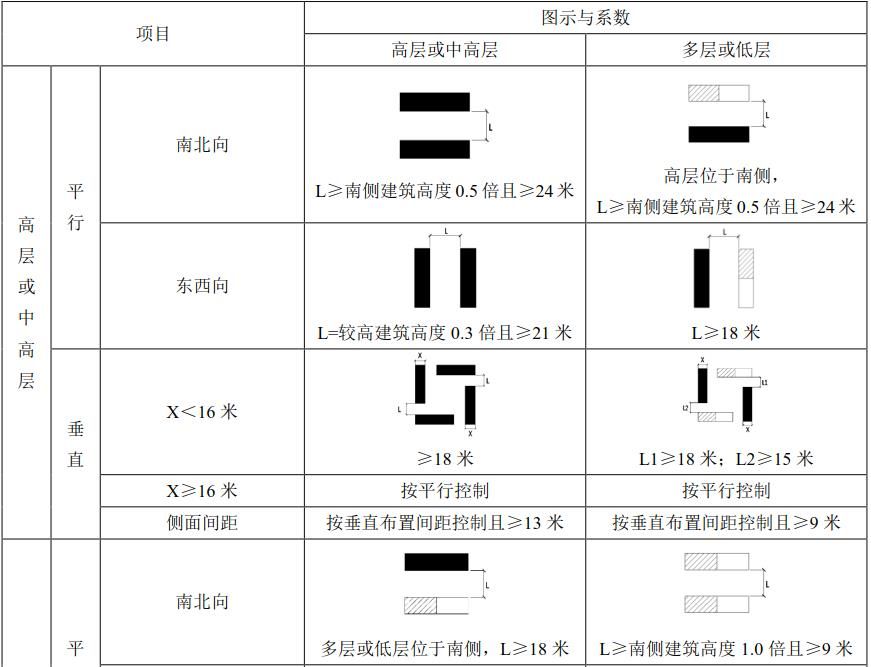 项目
图示与系数
高层或中高层
多层或低层
高层或中高层
平行
南北向
L
L≥南侧建筑高度 0.5 倍且≥24 米
L
高层位于南侧，
L≥南侧建筑高度 0.5 倍且≥24 米
东西向
L
L=较高建筑高度 0.3 倍且≥21 米
L
L≥18 米
垂直
X＜16 米
X
L
L
X
≥18 米
X
L1
L2
X
L1≥18 米；L2≥15 米
X≥16 米
按平行控制
按平行控制
侧面间距
按垂直布置间距控制且≥13 米
按垂直布置间距控制且≥9 米
平
南北向
L
多层或低层位于南侧，L≥18 米
L
L≥南侧建筑高度 1.0 倍且≥9 米